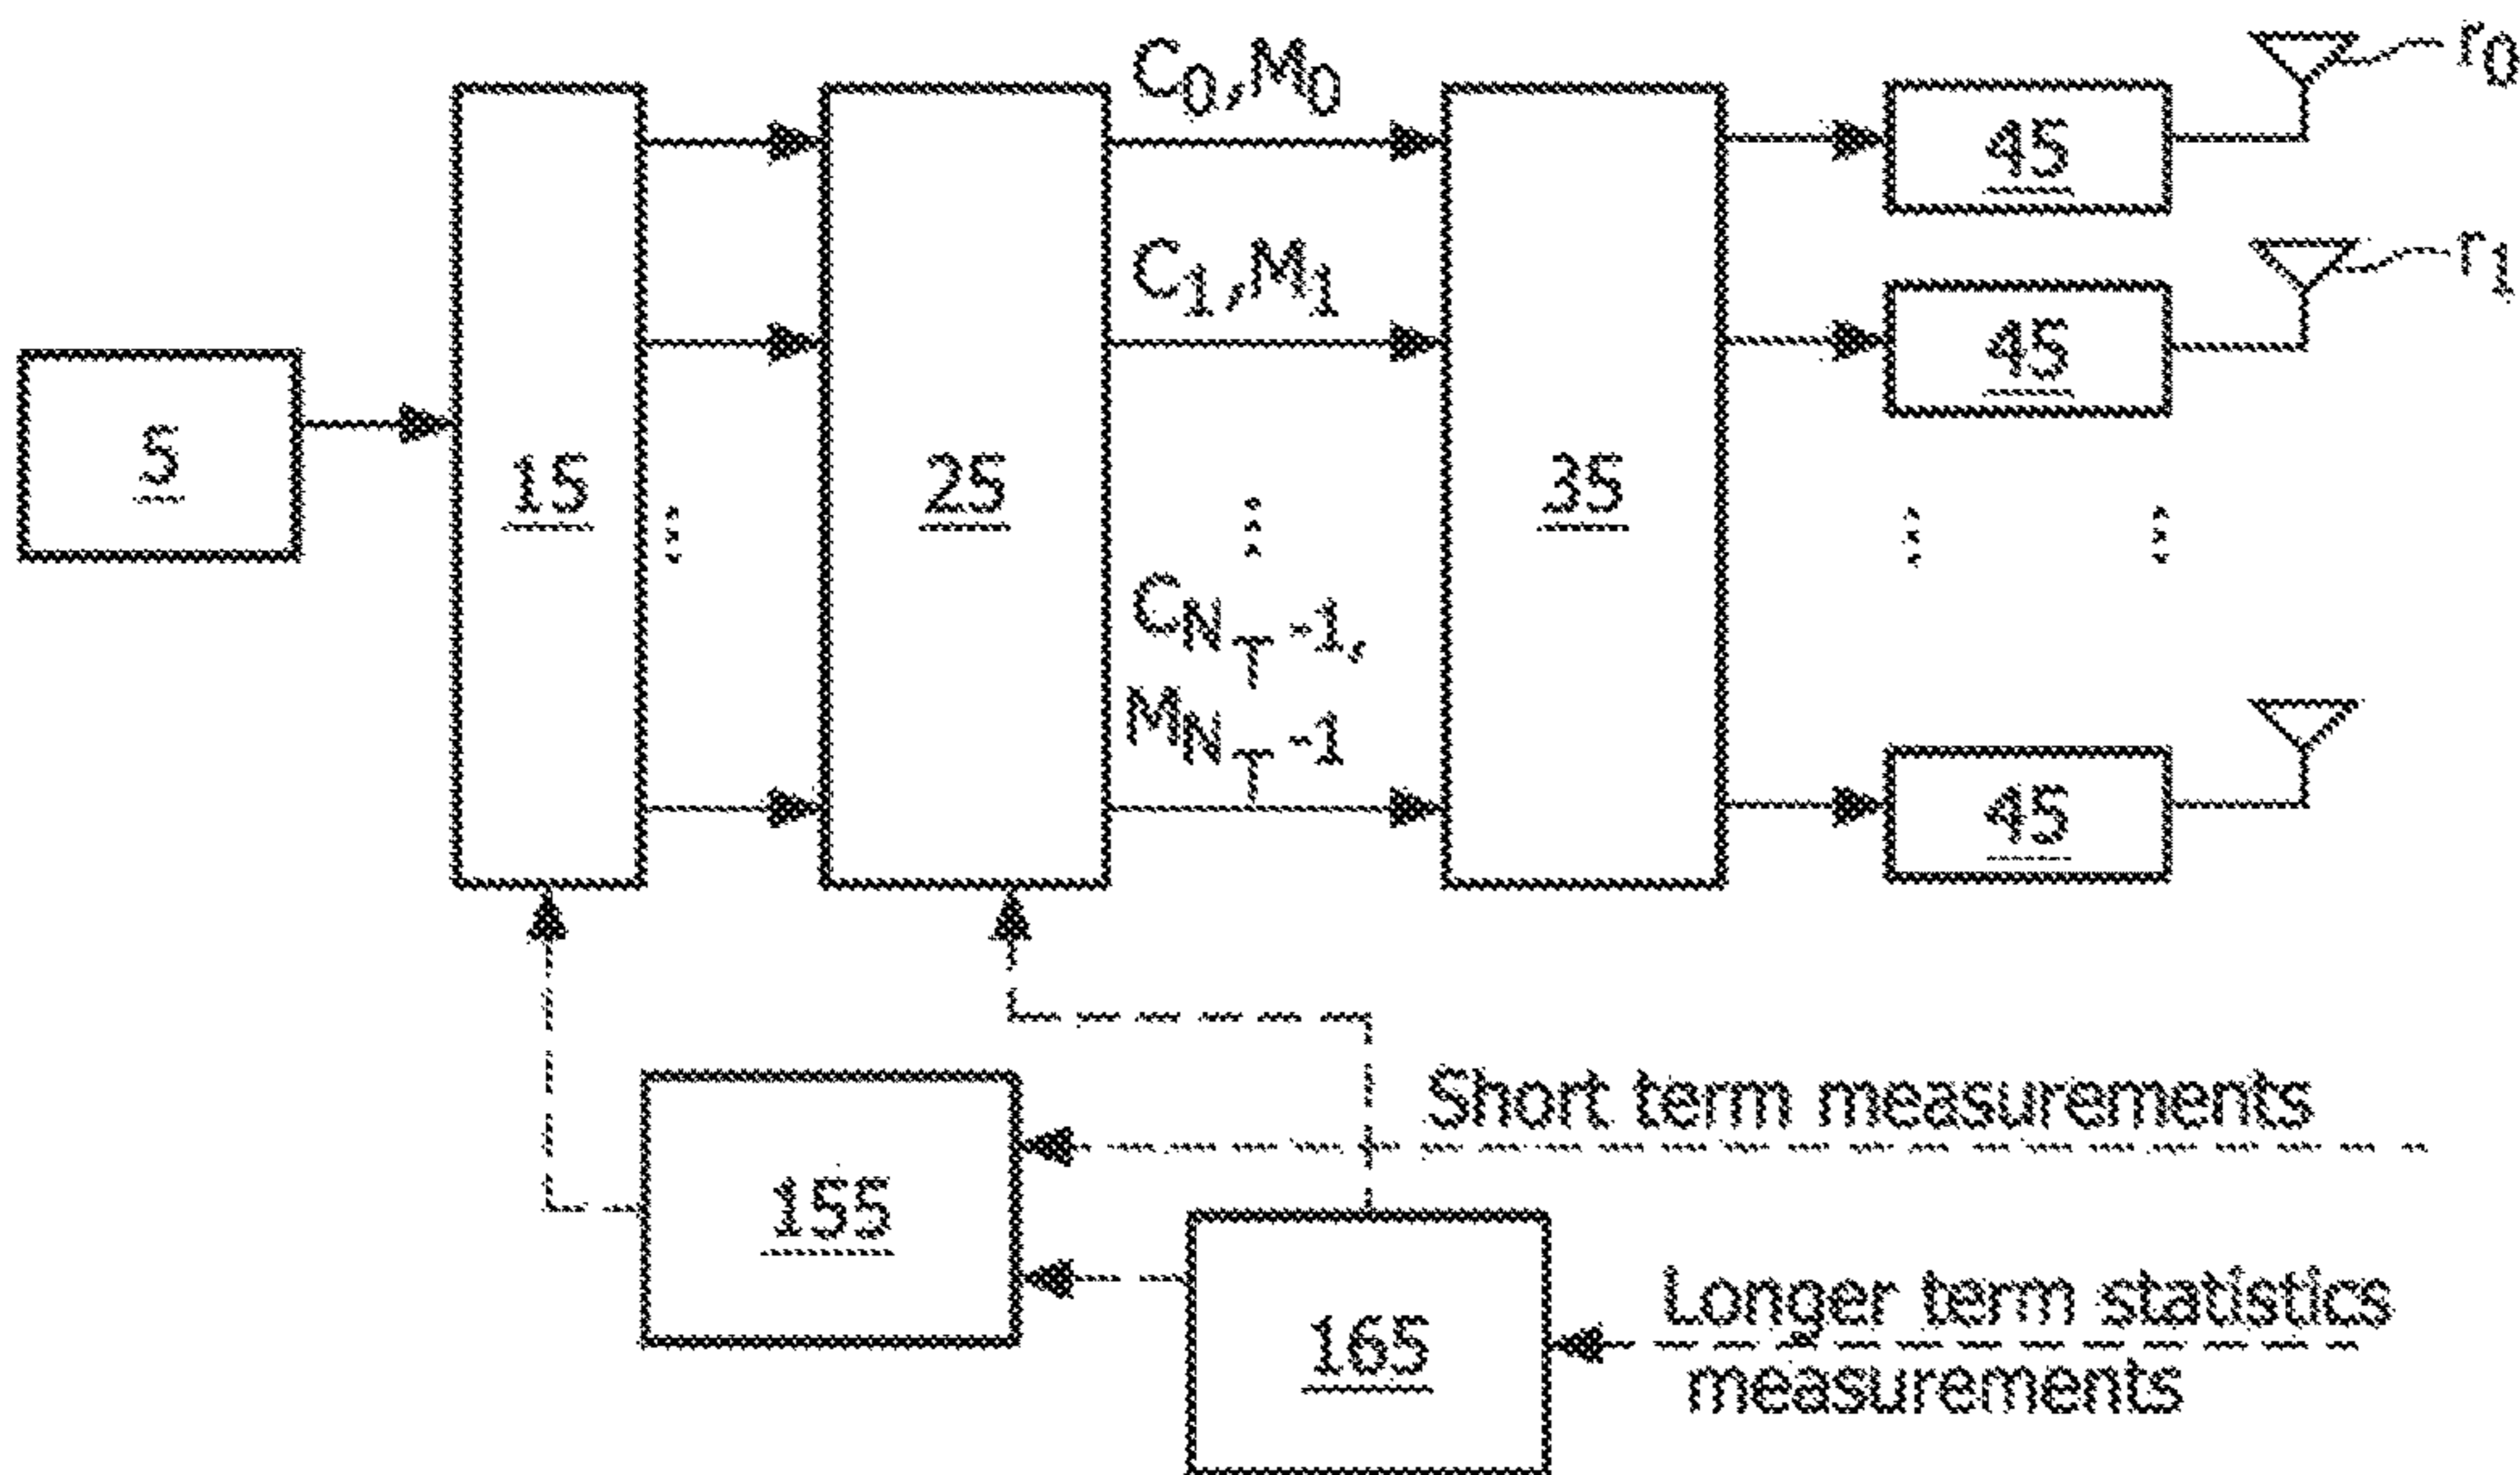 C0,M0
r0
45
C1,M1
r1
45
5
15
25
35
CNT-1,
MNT-1
45
Short term measurements
155
165
Longer term statistics
measurements